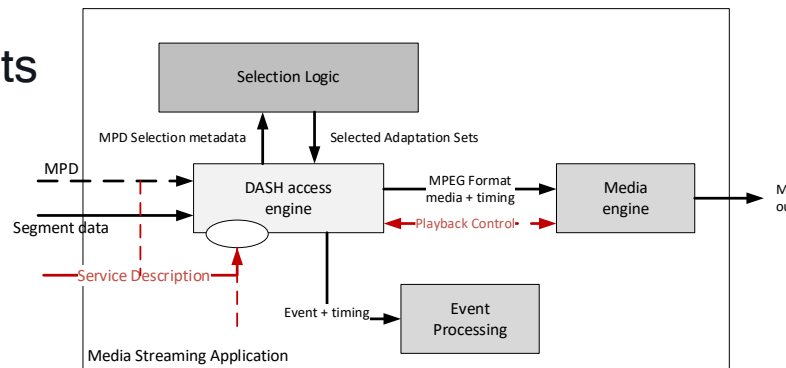 ts
Selection Logic
MPD Selection metadata
Selected Adaptation Sets
MPD
DASH access
engine
MPEG Format
media + timing
Media
engine
Segment data
Playback Control
Service Description
Event + timing
Event
Processing
Media Streaming Application